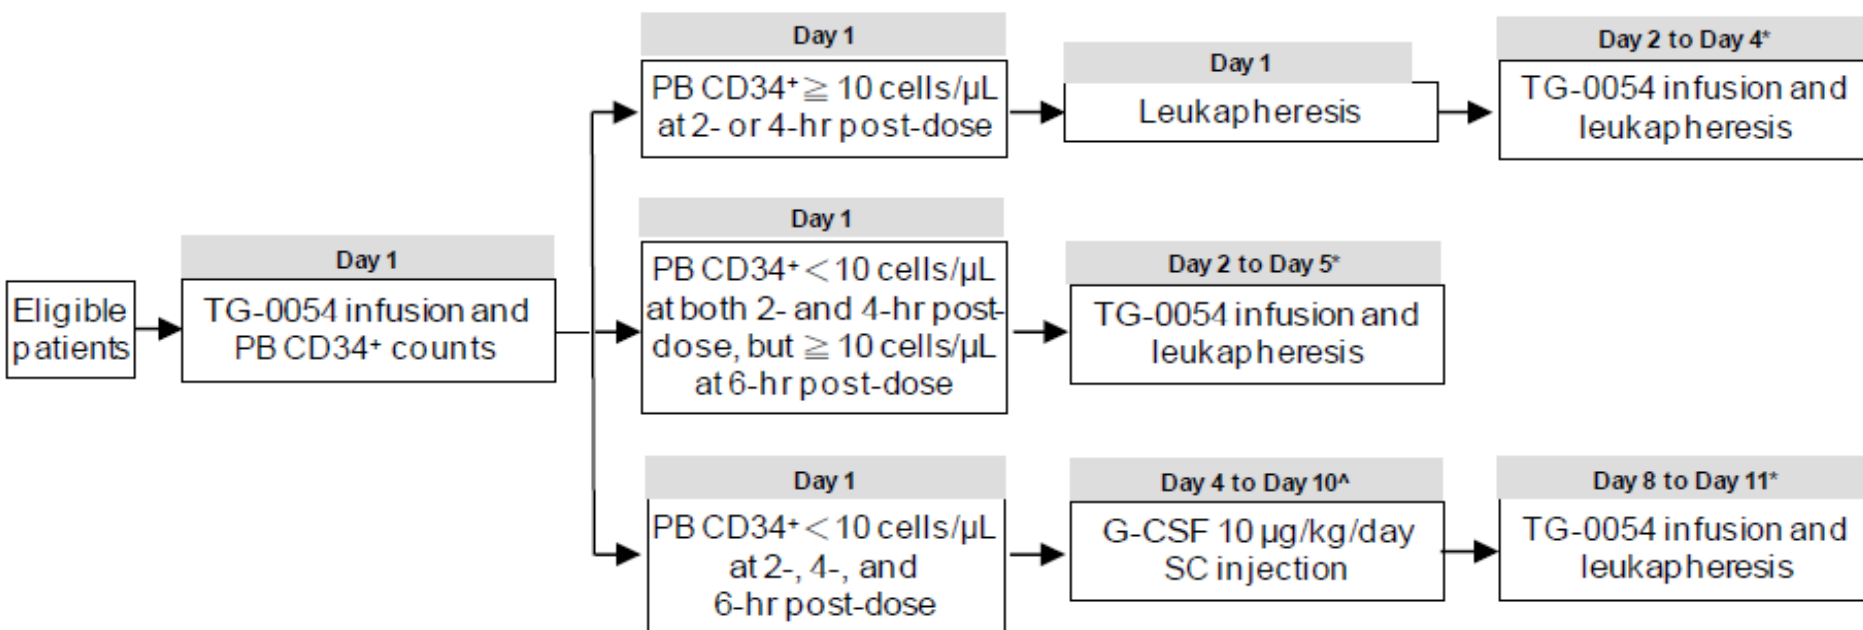 Eligible
patients
Day 1
TG-0054 infusion and
PB CD34⁺ counts
Day 1
PB CD34⁺ ≧ 10 cells/µL
at 2- or 4-hr post-dose
Day 1
Leukapheresis
Day 2 to Day 4*
TG-0054 infusion and
leukapheresis
Day 1
PB CD34⁺ < 10 cells/µL
at both 2- and 4-hr post-
dose, but ≧ 10 cells/µL
at 6-hr post-dose
Day 2 to Day 5*
TG-0054 infusion and
leukapheresis
Day 1
PB CD34⁺ < 10 cells/µL
at 2-, 4-, and
6-hr post-dose
Day 4 to Day 10^
G-CSF 10 µg/kg/day
SC injection
Day 8 to Day 11*
TG-0054 infusion and
leukapheresis